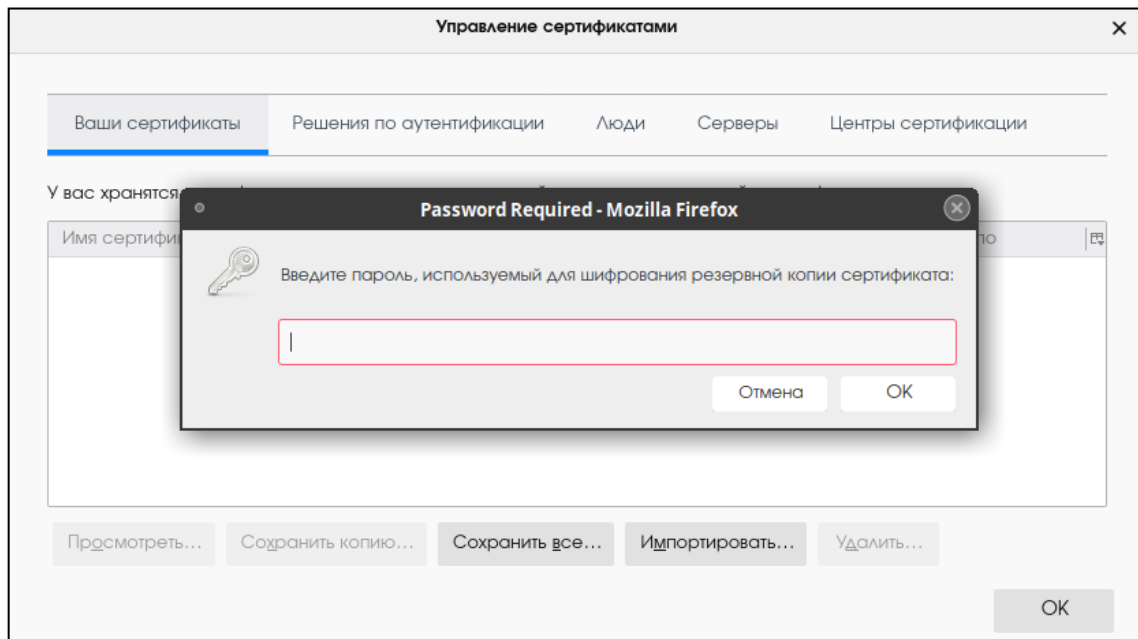 Управление сертификатами
Ваши сертификаты Решения по аутентификации Люди Серверы Центры сертификации
У вас хранятся
Password Required - Mozilla Firefox
Имя
Введите пароль, используемый для шифрования резервной копии сертификата:
Отмена OK
Просмотреть... Сохранить копию... Сохранить все... Импортировать... Удалить...
OK